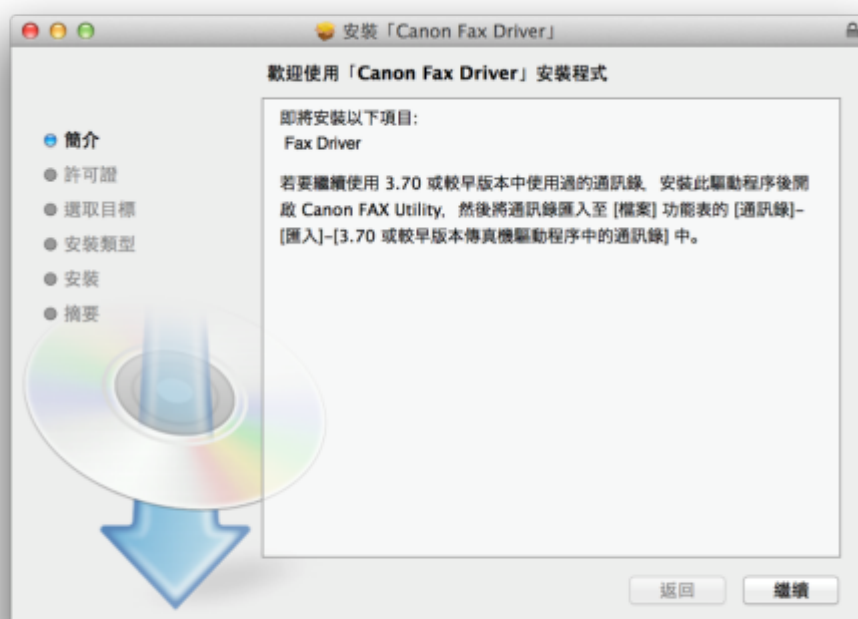 安裝「Canon Fax Driver」
歡迎使用「Canon Fax Driver」安裝程式
簡介
許可證
選取目標
安裝類型
安裝
摘要
即將安裝以下項目:
Fax Driver
若要繼續使用 3.70 或較早版本中使用過的通訊錄，安裝此驅動程序後開
啟 Canon FAX Utility，然後將通訊錄匯入至 [檔案] 功能表的 [通訊錄]–
[匯入]–[3.70 或較早版本傳真機驅動程序中的通訊錄] 中。
返回
繼續